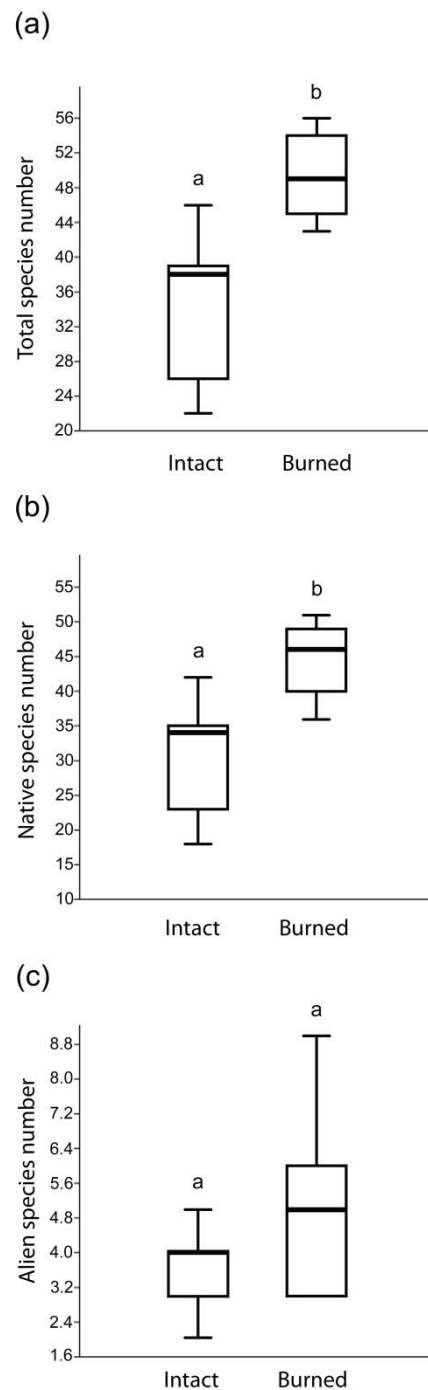 (a)
Total species number
56
52
48
44
40
36
32
28
24
20
a
b
Intact Burned
(b)
Native species number
55
50
45
40
35
30
25
20
15
10
a
b
Intact Burned
(c)
Alien species number
8.8
8.0
7.2
6.4
5.6
4.8
4.0
3.2
2.4
1.6
a
a
Intact Burned